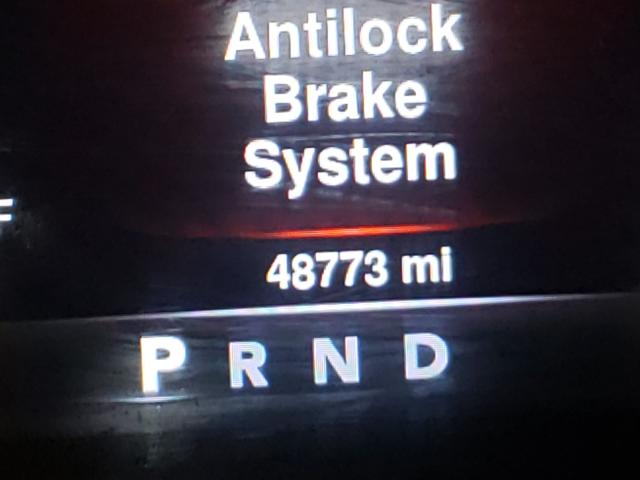 Antilock
Brake
System
F
48773 mi
P R N D